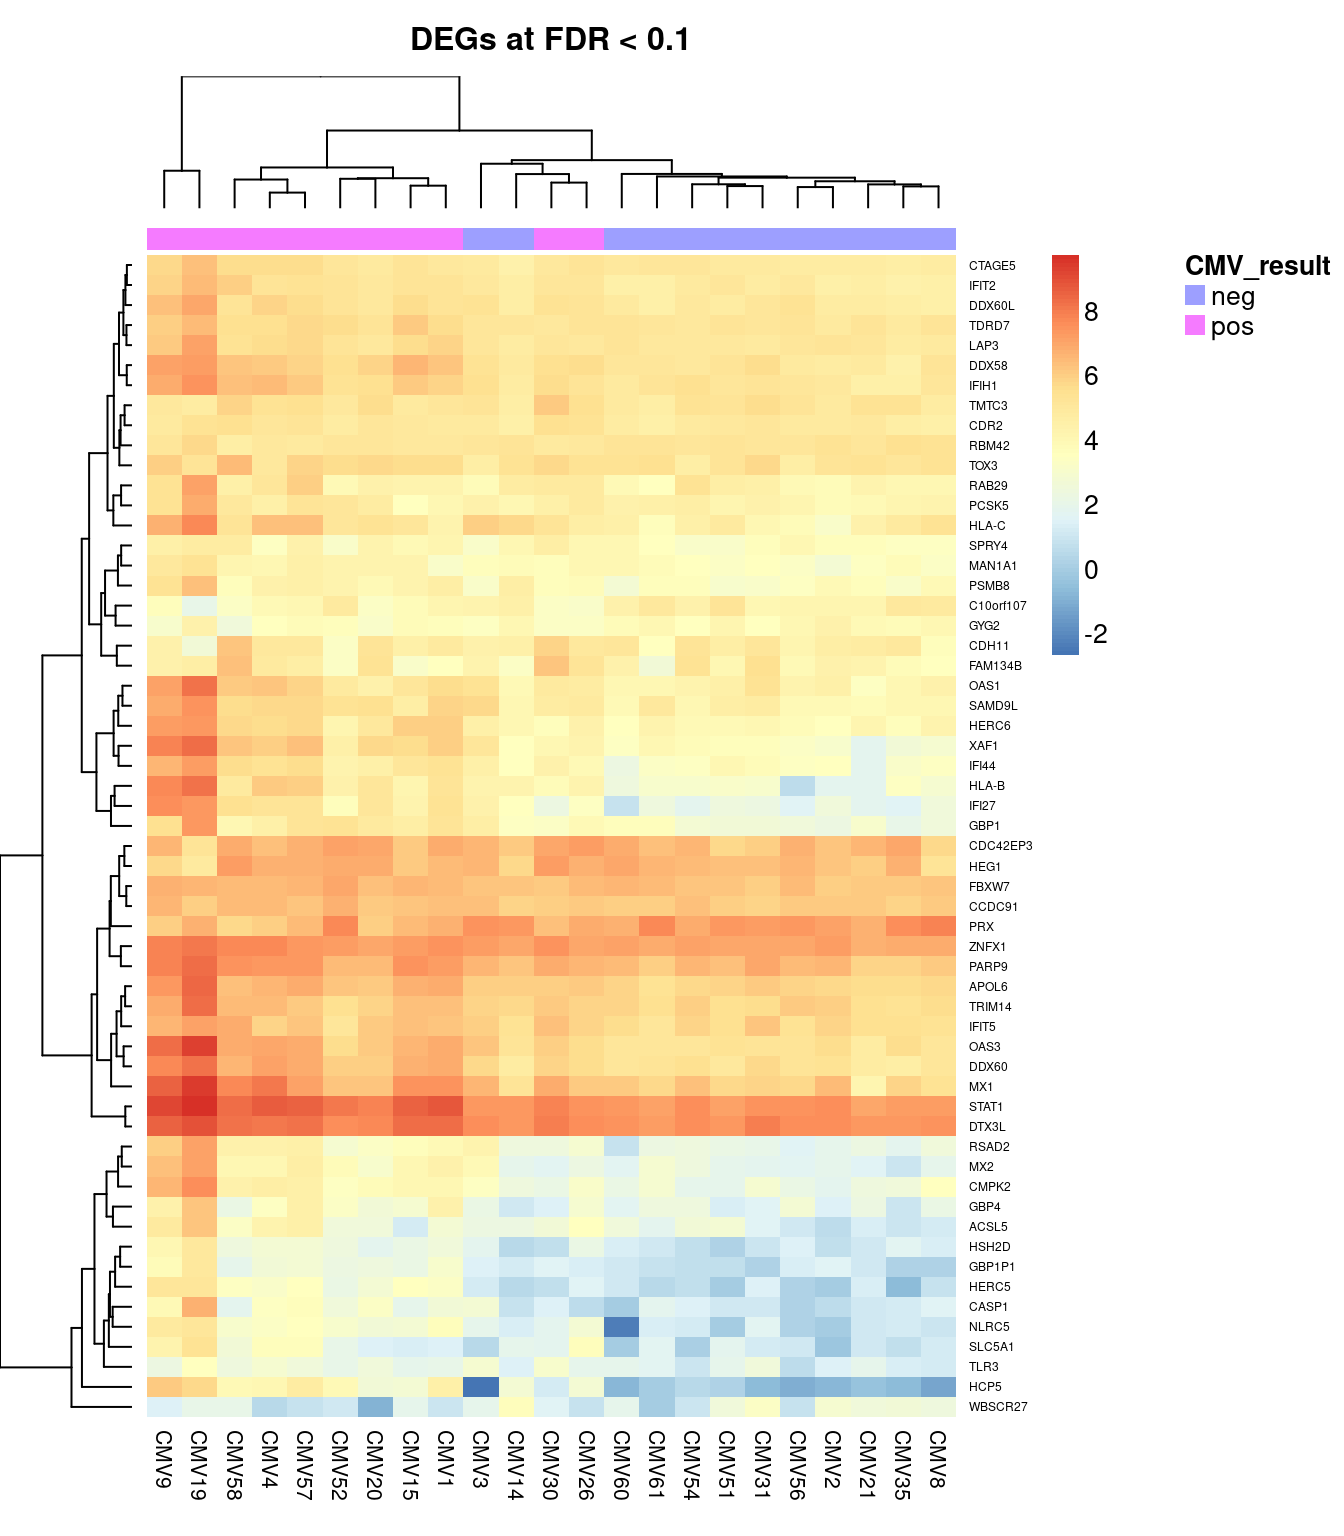 DEGs at FDR < 0.1
CMV_result
neg
pos
8
6
4
2
0
-2
CTAGE5
IFIT2
DDX60L
TDRD7
LAP3
DDX58
IFIH1
TMTC3
CDR2
RBM42
TOX3
RAB29
PCSK5
HLA-C
SPRY4
MAN1A1
PSMB8
C10orf107
GYG2
CDH11
FAM134B
OAS1
SAMD9L
HERC6
XAF1
IFI44
HLA-B
IFI27
GBP1
CDC42EP3
HEG1
FBXW7
CCDC91
PRX
ZNFX1
PARP9
APOL6
TRIM14
IFIT5
OAS3
DDX60
MX1
STAT1
DTX3L
RSAD2
MX2
CMPK2
GBP4
ACSL5
HSH2D
GBP1P1
HERC5
CASP1
NLRC5
SLC5A1
TLR3
HCP5
WBSCR27
CMV9
CMV19
CMV58
CMV4
CMV57
CMV52
CMV20
CMV15
CMV1
CMV3
CMV14
CMV30
CMV26
CMV60
CMV61
CMV54
CMV51
CMV31
CMV56
CMV2
CMV21
CMV35
CMV8